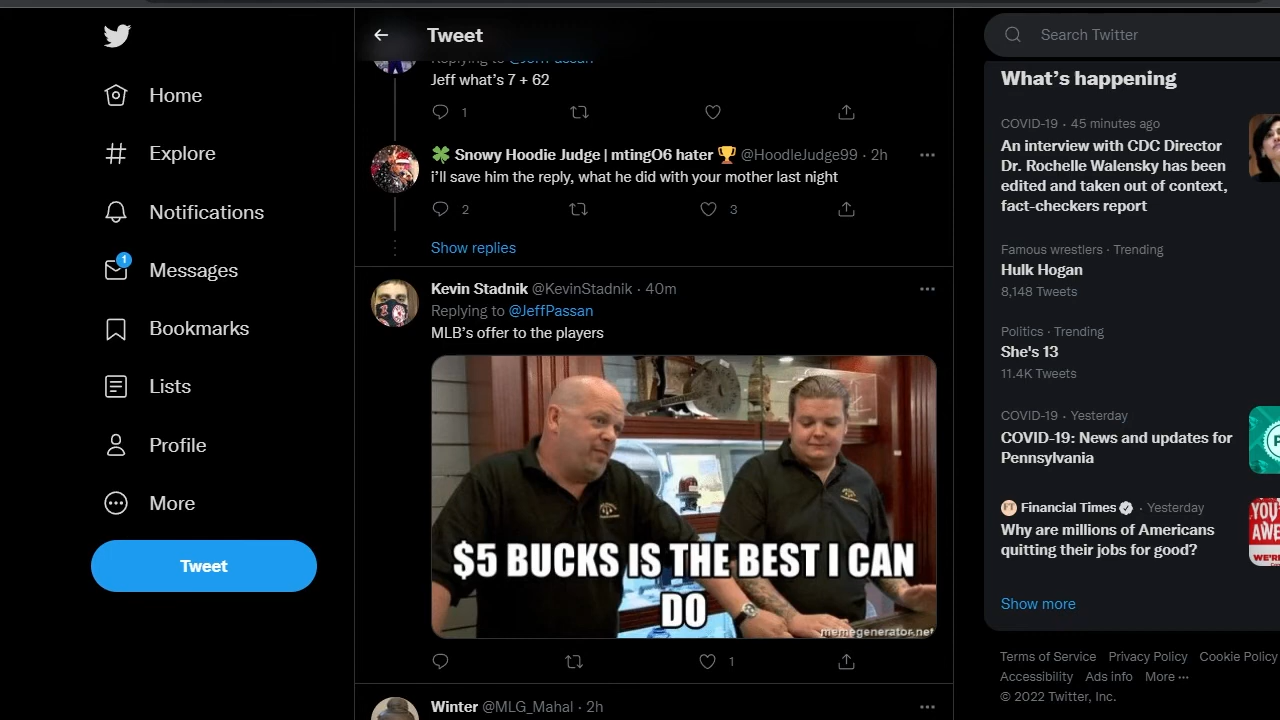 Home
Explore
Notifications
1
Messages
Bookmarks
Lists
Profile
More
Tweet
Tweet
Replying to @JeffPassan
Jeff what's 7 + 62
1
🍀 Snowy Hoodie Judge | mtingO6 hater 🏆 @HoodleJudge99 · 2h
i'll save him the reply, what he did with your mother last night
2 3
Show replies
Kevin Stadnik @KevinStadnik · 40m
Replying to @JeffPassan
MLB's offer to the players
$5 BUCKS IS THE BEST I CAN
DO
memegenerator.net
1
Winter @MLG_Mahal · 2h
Search Twitter
What's happening
COVID-19 · 45 minutes ago
An interview with CDC Director
Dr. Rochelle Walensky has been
edited and taken out of context,
fact-checkers report
Famous wrestlers · Trending
Hulk Hogan
8,148 Tweets
Politics · Trending
She's 13
11.4K Tweets
COVID-19 · Yesterday
COVID-19: News and updates for
Pennsylvania
Financial Times · Yesterday
Why are millions of Americans
quitting their jobs for good?
YOU
AWE
WE'RE
Show more
Terms of Service Privacy Policy Cookie Policy
Accessibility Ads info More ···
© 2022 Twitter, Inc.